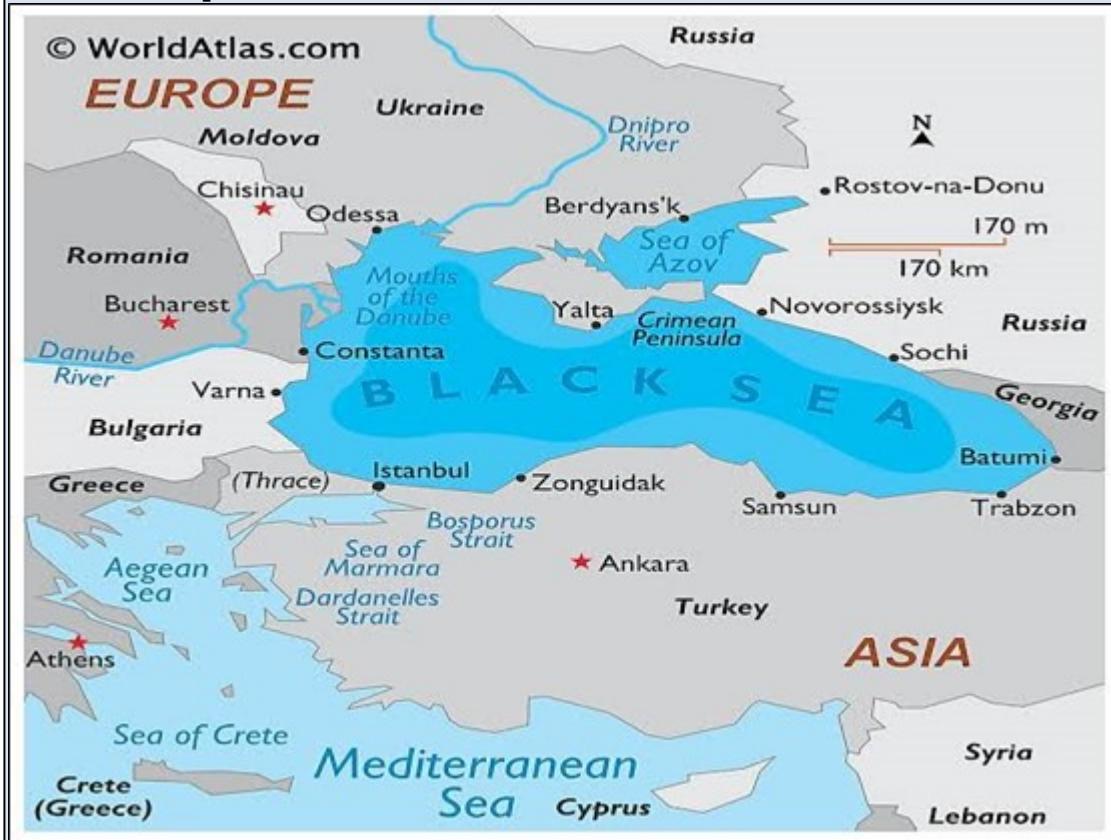 © WorldAtlas.com
EUROPE
Russia
Ukraine
Moldova
Dnipro
River
N
Chisinau
Rostov-na-Donu
Odessa
Berdyans'k
170 m
Sea of
Azov
170 km
Romania
Mouths
of the
Danube
Bucharest
Yalta
Crimean
Peninsula
Novorossiysk
Russia
Danube
River
Constanta
Sochi
Varna
BLACK SEA
Georgia
Bulgaria
Batumi
Greece
(Thrace)
Istanbul
Zonguidak
Samsun
Trabzon
Bosporus
Strait
Sea of
Marmara
Aegean
Sea
Ankara
Dardanelles
Strait
Turkey
Athens
ASIA
Sea of Crete
Mediterranean
Sea
Syria
Crete
(Greece)
Cyprus
Lebanon